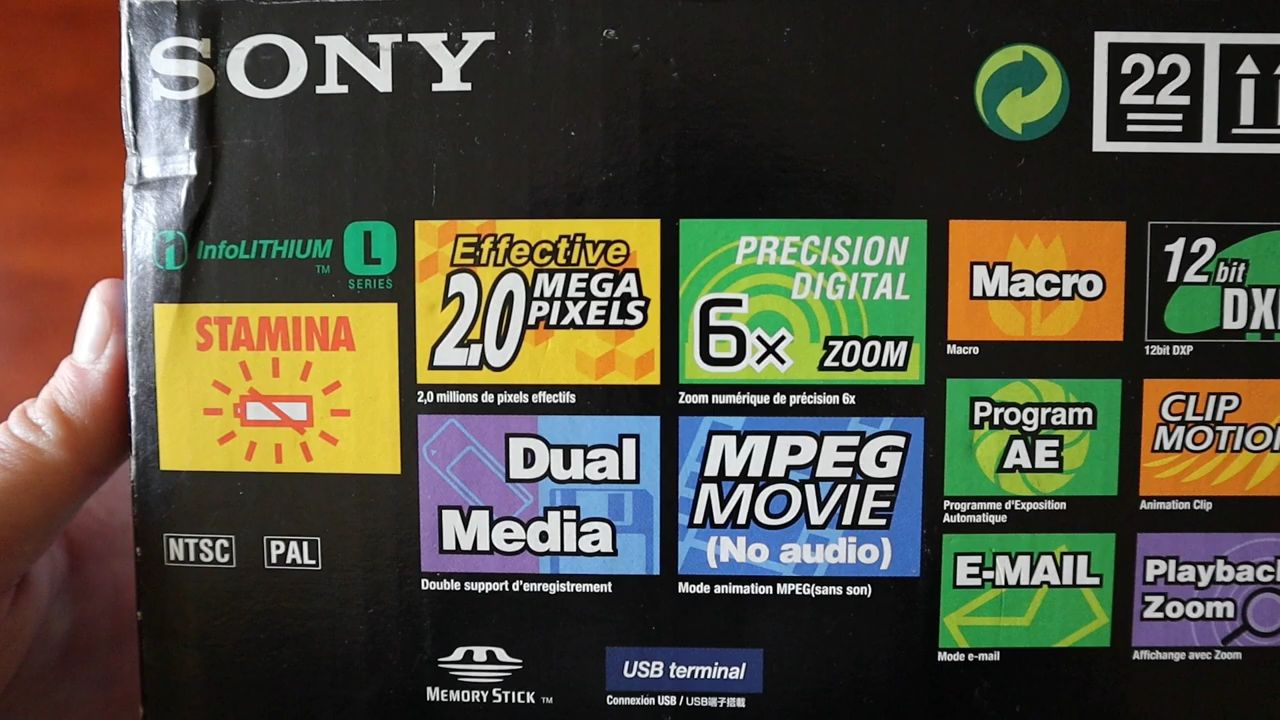 SONY
22
InfoLITHIUM
TM
L
SERIES
STAMINA
NTSC
PAL
Effective
2.0 MEGA
PIXELS
2,0 millions de pixels effectifs
PRECISION
DIGITAL
6x ZOOM
Zoom numérique de précision 6x
Macro
Macro
12 bit
DX
12bit DXP
Dual
Media
Double support d'enregistrement
MPEG
MOVIE
(No audio)
Mode animation MPEG(sans son)
Program
AE
Programme d'Exposition
Automatique
CLIP
MOTIO
Animation Clip
E-MAIL
Mode e-mail
Playbac
Zoom
Affichange avec Zoom
MEMORY STICK TM
USB terminal
Connexion USB / USB端子搭載